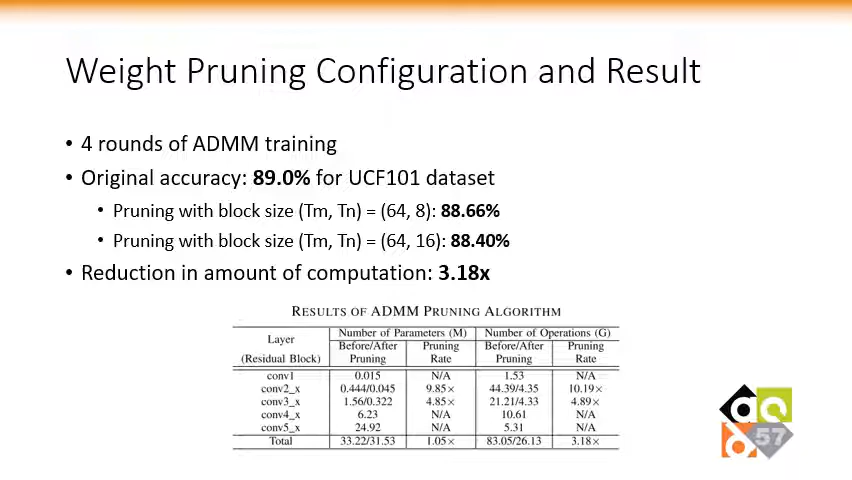 Weight Pruning Configuration and Result
• 4 rounds of ADMM training
• Original accuracy: 89.0% for UCF101 dataset
• Pruning with block size (Tm, Tn) = (64, 8): 88.66%
• Pruning with block size (Tm, Tn) = (64, 16): 88.40%
• Reduction in amount of computation: 3.18x
RESULTS OF ADMM PRUNING ALGORITHM
Layer Number of Parameters (M) Number of Operations (G)
Before/After Pruning Before/After Pruning
(Residual Block) Pruning Rate Pruning Rate
conv1 0.015 N/A 1.53 N/A
conv2_x 0.444/0.045 9.85× 44.39/4.35 10.19×
conv3_x 1.56/0.322 4.85× 21.21/4.33 4.89×
conv4_x 6.23 N/A 10.61 N/A
conv5_x 24.92 N/A 5.31 N/A
Total 33.22/31.53 1.05× 83.05/26.13 3.18×
57